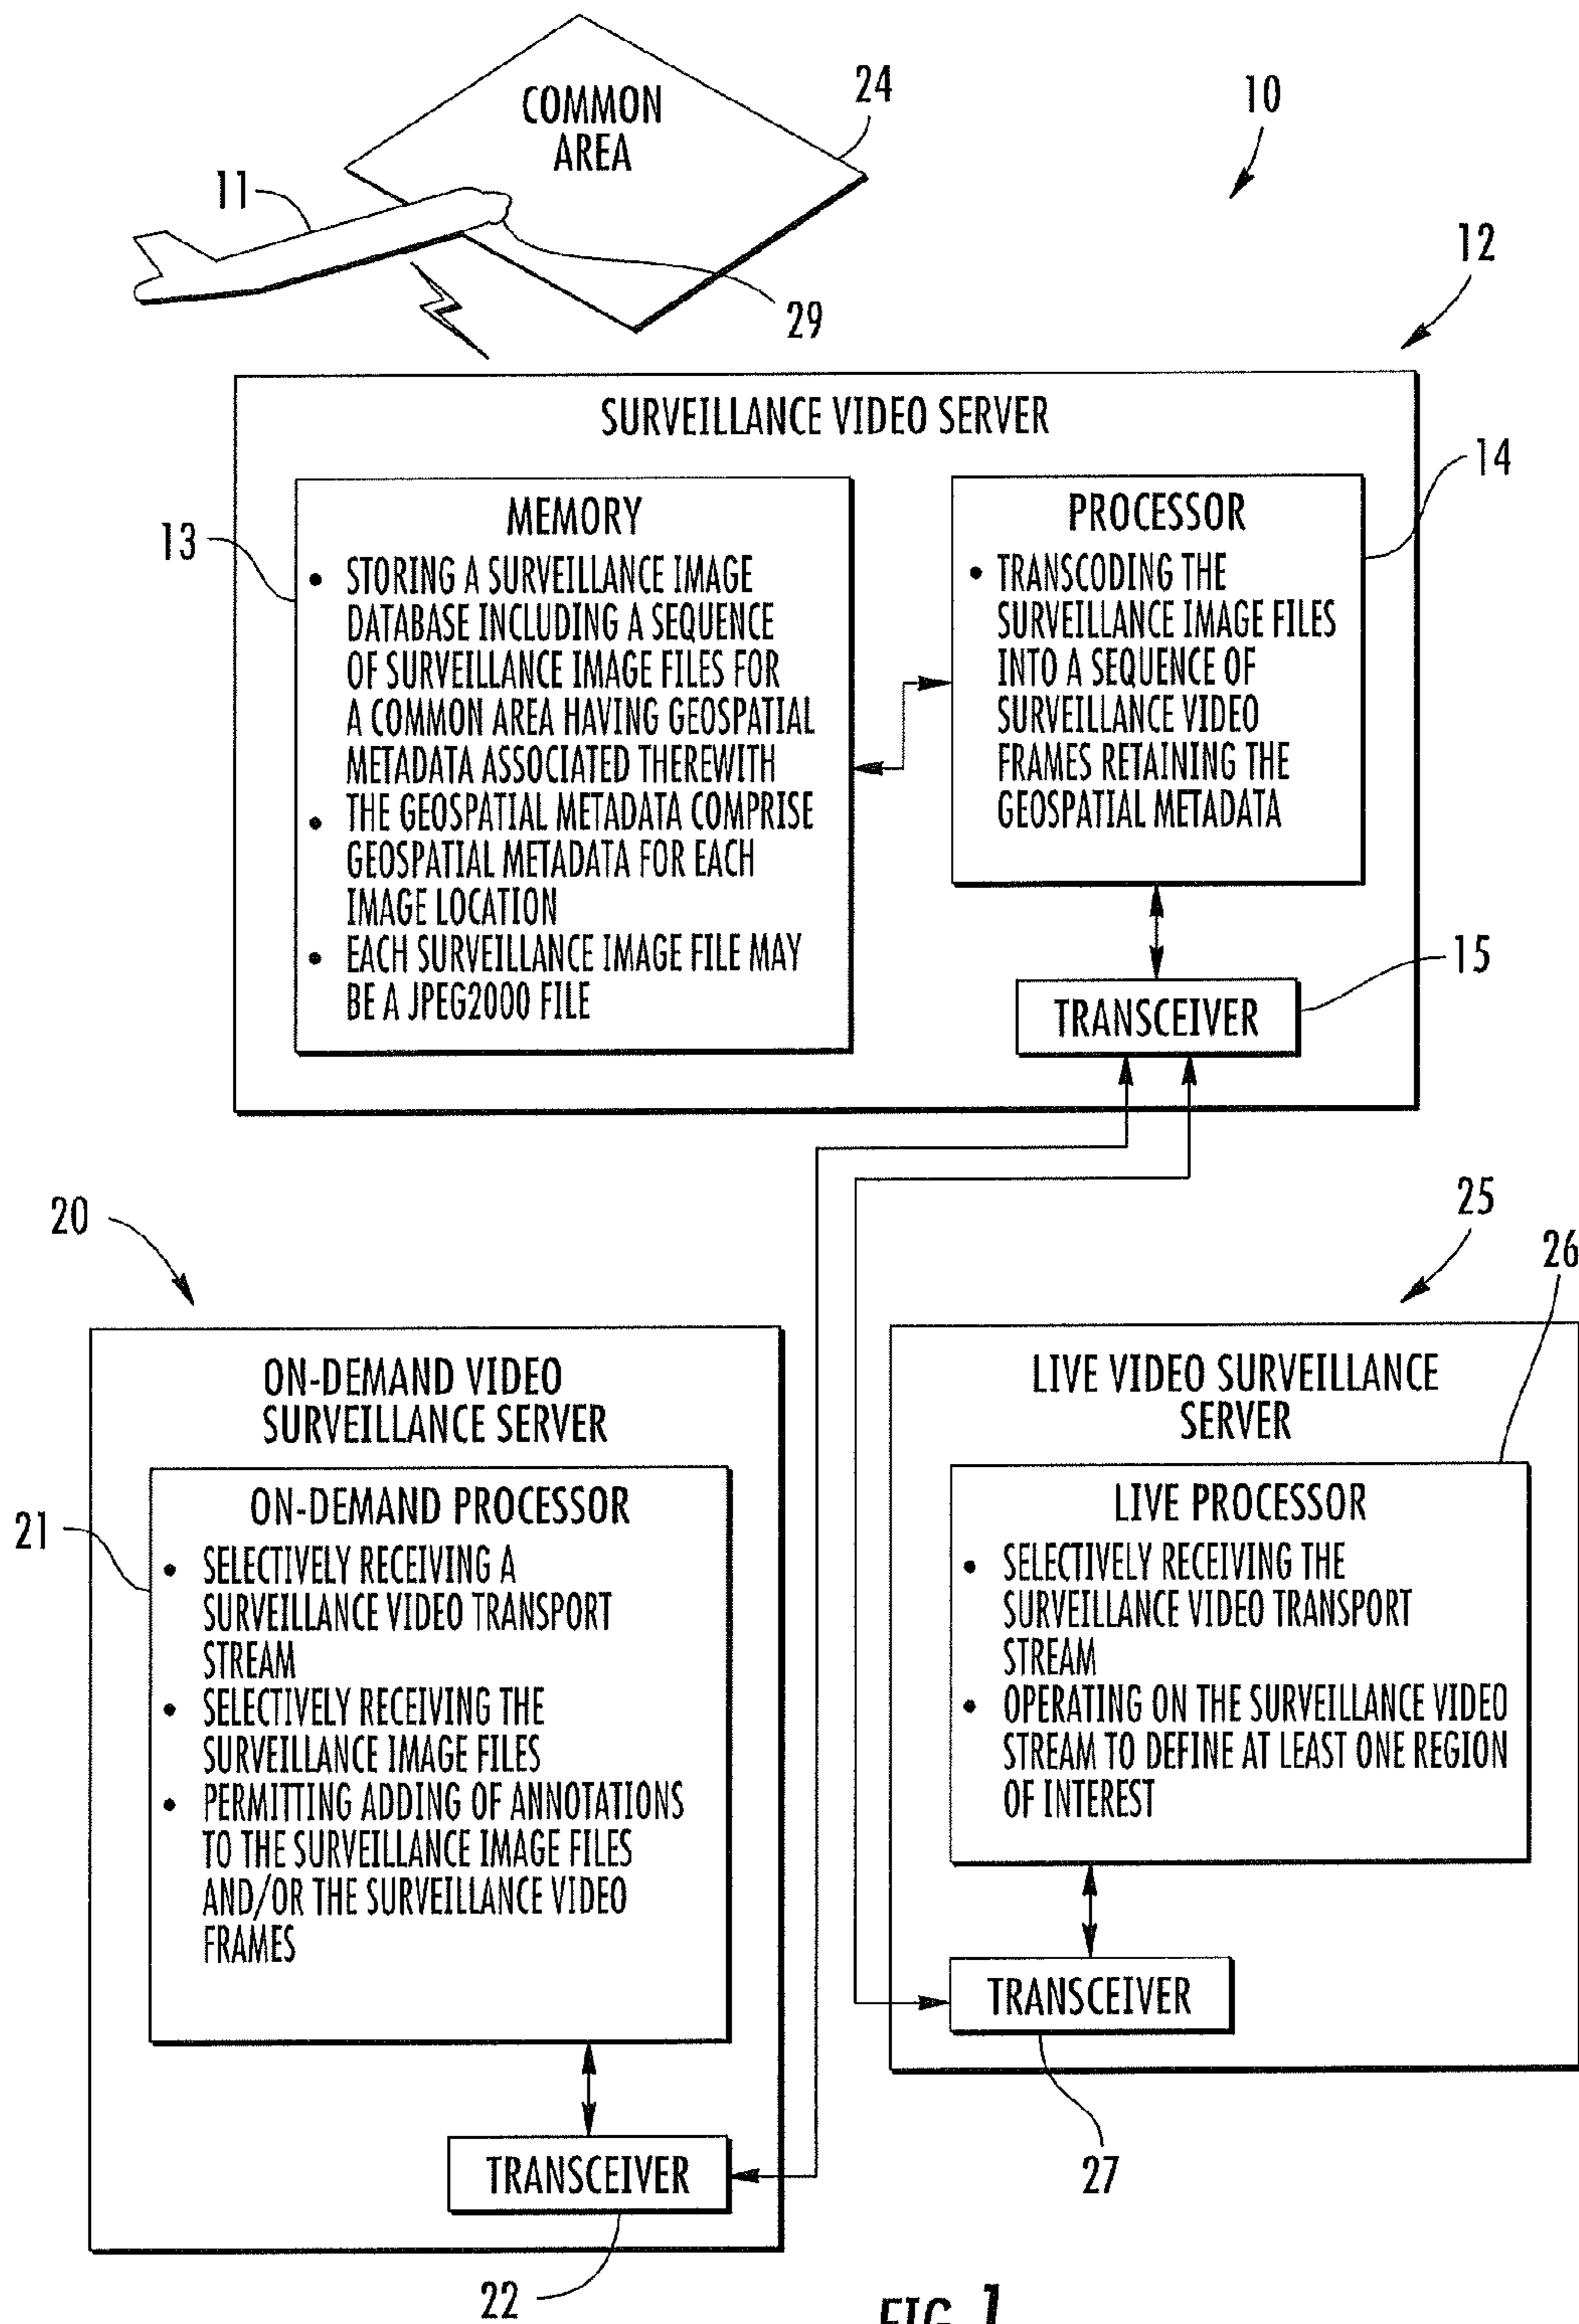 COMMON
AREA
24
10
11
29
12
SURVEILLANCE VIDEO SERVER
13
MEMORY
• STORING A SURVEILLANCE IMAGE
DATABASE INCLUDING A SEQUENCE
OF SURVEILLANCE IMAGE FILES FOR
A COMMON AREA HAVING GEOSPATIAL
METADATA ASSOCIATED THEREWITH
• THE GEOSPATIAL METADATA COMPRISE
GEOSPATIAL METADATA FOR EACH
IMAGE LOCATION
• EACH SURVEILLANCE IMAGE FILE MAY
BE A JPEG2000 FILE
14
PROCESSOR
• TRANSCODING THE
SURVEILLANCE IMAGE FILES
INTO A SEQUENCE OF
SURVEILLANCE VIDEO
FRAMES RETAINING THE
GEOSPATIAL METADATA
15
TRANSCEIVER
20
ON-DEMAND VIDEO
SURVEILLANCE SERVER
21
ON-DEMAND PROCESSOR
• SELECTIVELY RECEIVING A
SURVEILLANCE VIDEO TRANSPORT
STREAM
• SELECTIVELY RECEIVING THE
SURVEILLANCE IMAGE FILES
• PERMITTING ADDING OF ANNOTATIONS
TO THE SURVEILLANCE IMAGE FILES
AND/OR THE SURVEILLANCE VIDEO
FRAMES
TRANSCEIVER
22
25
26
LIVE VIDEO SURVEILLANCE
SERVER
LIVE PROCESSOR
• SELECTIVELY RECEIVING THE
SURVEILLANCE VIDEO TRANSPORT
STREAM
• OPERATING ON THE SURVEILLANCE VIDEO
STREAM TO DEFINE AT LEAST ONE REGION
OF INTEREST
TRANSCEIVER
27
FIG. 1